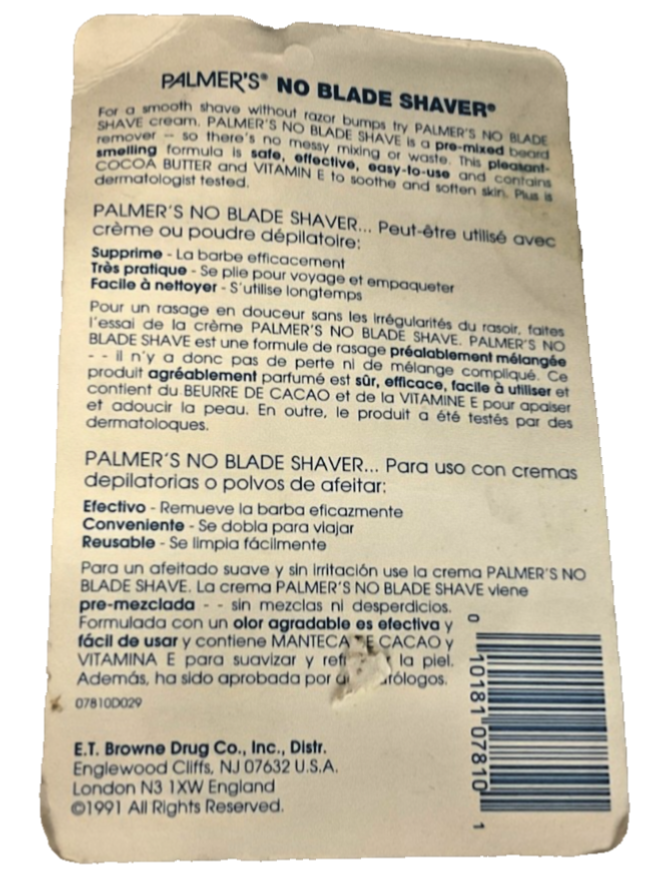 PALMER'S® NO BLADE SHAVER®
For a smooth shave without razor bumps try PALMER'S NO BLADE
SHAVE cream. PALMER'S NO BLADE SHAVE is a pre-mixed beard
remover – so there's no messy mixing or waste. This pleasant-
smelling formula is safe, effective, easy-to-use and contains
COCOA BUTTER and VITAMIN E to soothe and soften skin. Plus is
dermatologist tested.
PALMER'S NO BLADE SHAVER... Peut-être utilisé avec
crème ou poudre dépilatoire:
Supprime - La barbe efficacement
Très pratique - Se plie pour voyage et empaqueter
Facile à nettoyer - S'utilise longtemps
Pour un rasage en douceur sans les irrégularités du rasoir, faites
l'essai de la crème PALMER'S NO BLADE SHAVE. PALMER'S NO
BLADE SHAVE est une formule de rasage préalablement mélangée
- - il n'y a donc pas de perte ni de mélange compliqué. Ce
produit agréablement parfumé est sûr, efficace, facile à utiliser et
contient du BEURRE DE CACAO et de la VITAMINE E pour apaiser
et adoucir la peau. En outre, le produit a été testés par des
dermatoloques.
PALMER'S NO BLADE SHAVER... Para uso con cremas
depilatorias o polvos de afeitar:
Efectivo - Remueve la barba eficazmente
Conveniente - Se dobla para viajar
Reusable - Se limpia fácilmente
Para un afeitado suave y sin irritación use la crema PALMER'S NO
BLADE SHAVE. La crema PALMER'S NO BLADE SHAVE viene
pre-mezclada - - sin mezclas ni desperdicios.
Formulada con un olor agradable es efectiva y
fácil de usar y contiene MANTECA CACAO y
VITAMINA E para suavizar y la piel.
Además, ha sido aprobada por
07810D029
E.T. Browne Drug Co., Inc., Distr.
Englewood Cliffs, NJ 07632 U.S.A.
London N3 1XW England
©1991 All Rights Reserved.
0 10181 07810 1